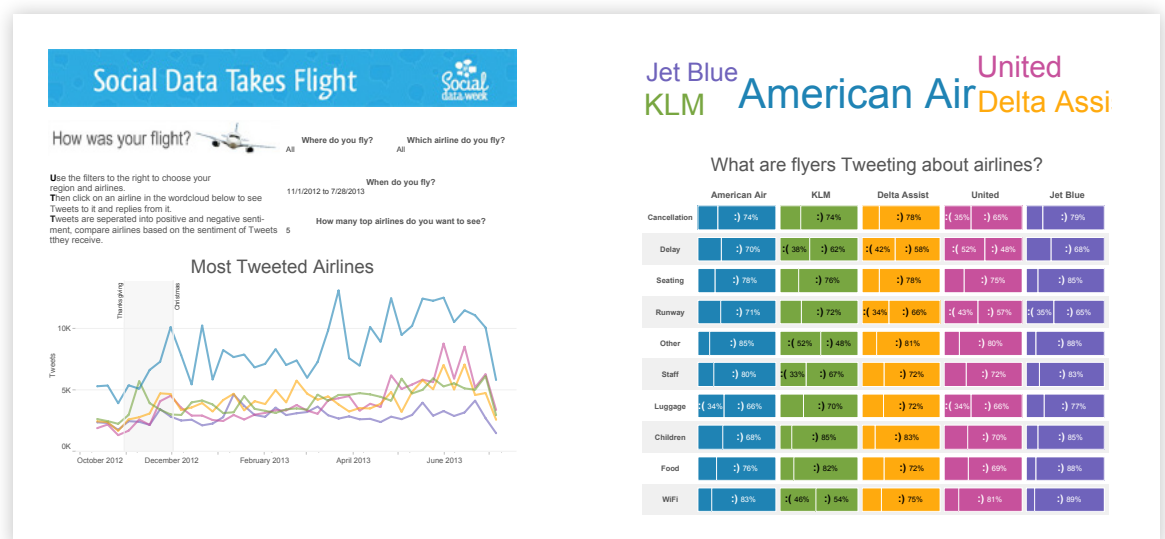 Social Data Takes Flight
Social
data week
How was your flight?
Where do you fly?
All
Which airline do you fly?
All
Use the filters to the right to choose your
region and airlines.
Then click on an airline in the wordcloud below to see
Tweets to it and replies from it.
Tweets are seperated into positive and negative senti-
ment, compare airlines based on the sentiment of Tweets
tthey receive.
When do you fly?
11/1/2012 to 7/28/2013
How many top airlines do you want to see?
5
Most Tweeted Airlines
Thanksgiving
Christmas
Tweets
10K
5K
0K
October 2012 December 2012 February 2013 April 2013 June 2013
Jet Blue
KLM
American Air
United
Delta Assi
What are flyers Tweeting about airlines?
American Air KLM Delta Assist United Jet Blue
Cancellation :) 74% :) 74% :) 78% :( 35% :) 65% :) 79%
Delay :) 70% :( 38% :) 62% :( 42% :) 58% :( 52% :) 48% :) 68%
Seating :) 78% :) 76% :) 78% :) 75% :) 85%
Runway :) 71% :) 72% :( 34% :) 66% :( 43% :) 57% :( 35% :) 65%
Other :) 85% :( 52% :) 48% :) 81% :) 80% :) 88%
Staff :) 80% :( 33% :) 67% :) 72% :) 72% :) 83%
Luggage :( 34% :) 66% :) 70% :) 72% :( 34% :) 66% :) 77%
Children :) 68% :) 85% :) 83% :) 70% :) 85%
Food :) 76% :) 82% :) 72% :) 69% :) 88%
WiFi :) 83% :( 46% :) 54% :) 75% :) 81% :) 89%